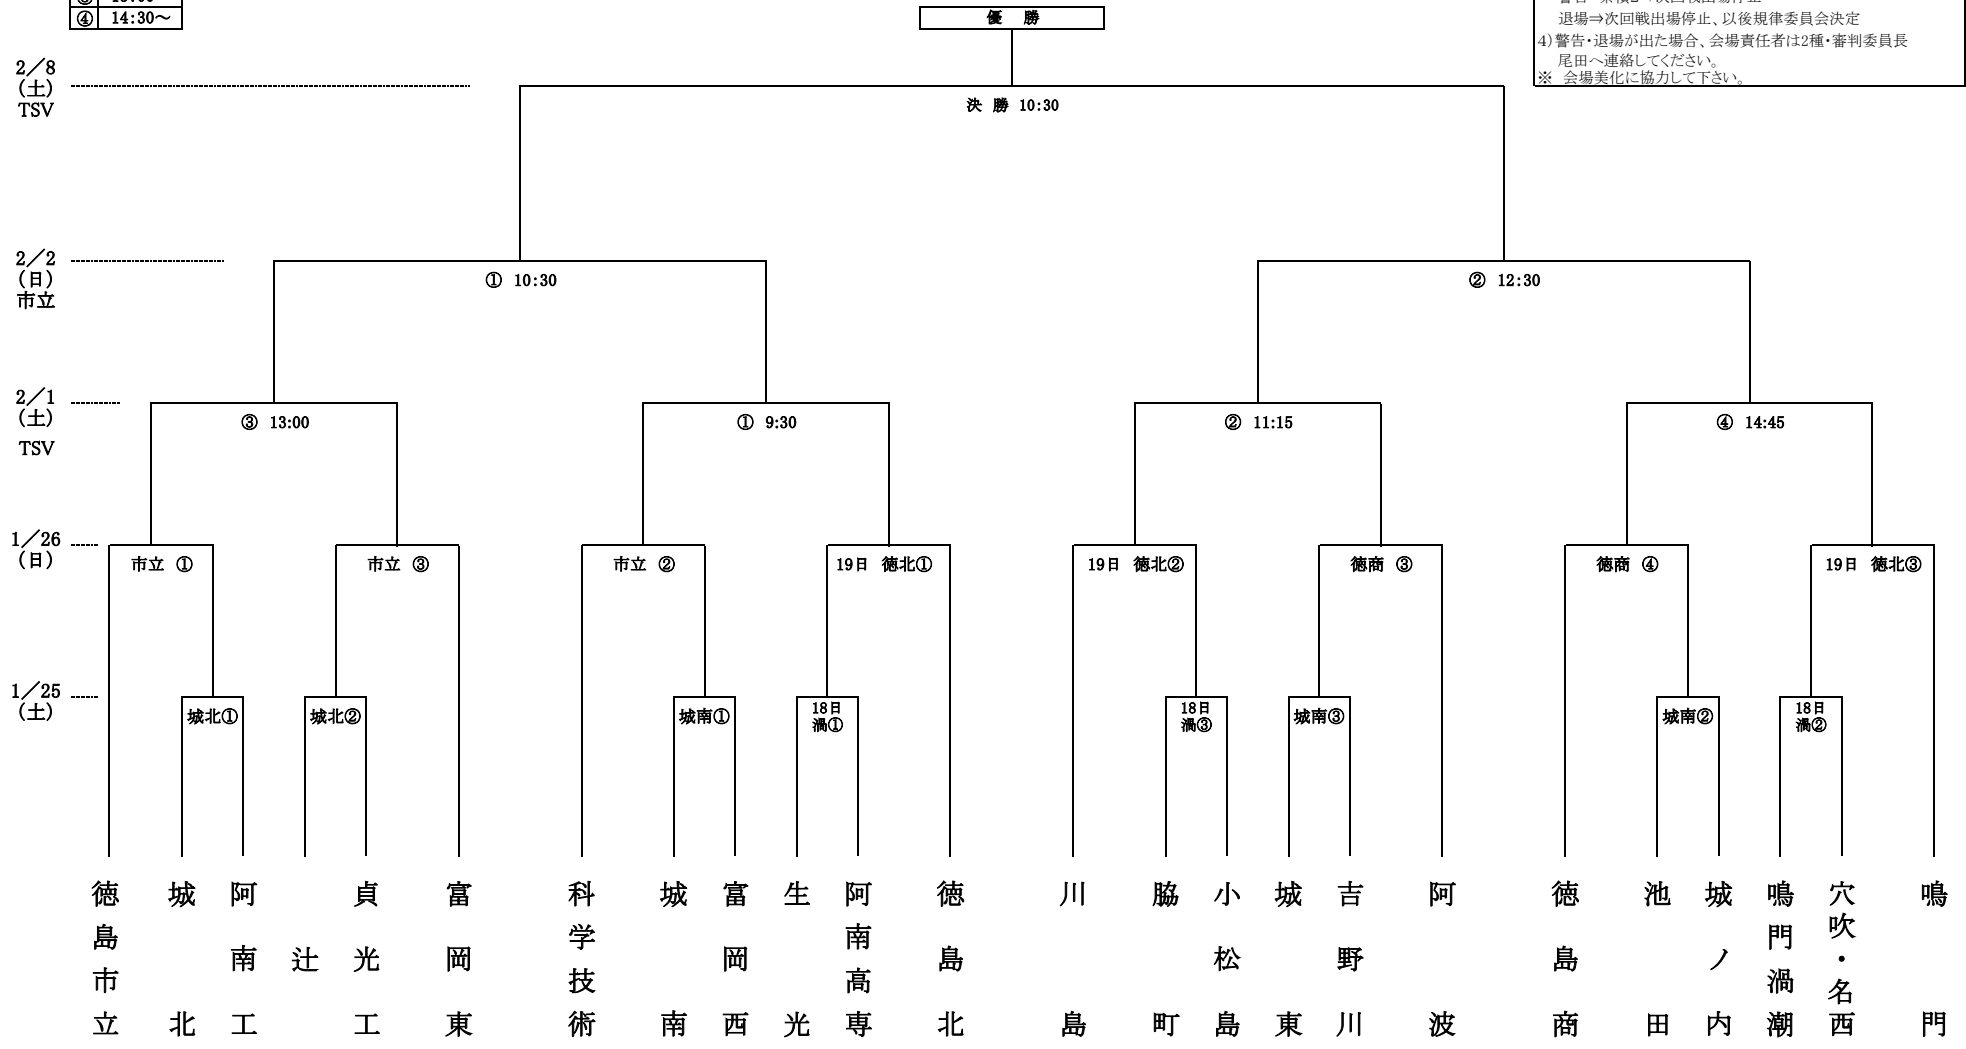 ④ 14:30～
優 勝
退場⇒次回戦出場停止、以後規律委員会決定
4)警告・退場が出た場合、会場責任者は2種・審判委員長
尾田へ連絡してください。
※ 会場美化に協力して下さい。
2／8
(土)
TSV
決 勝 10:30
2／2
(日)
市立
① 10:30
② 12:30
2／1
(土)
TSV
③ 13:00
① 9:30
② 11:15
④ 14:45
1／26
(日)
市立 ①
市立 ③
市立 ②
19日 徳北①
19日 徳北②
徳商 ③
徳商 ④
19日 徳北③
1／25
(土)
城北①
城北②
城南①
18日
渦①
18日
渦③
城南③
城南②
18日
渦②
徳島市立
城北
阿南工
辻
貞光工
富岡東
科学技術
城南
富岡西
生光
阿南高専
徳島北
川島
脇町
小松島
城東
吉野川
阿波
徳島商
池田
城ノ内
鳴門渦潮
穴吹・名西
鳴門